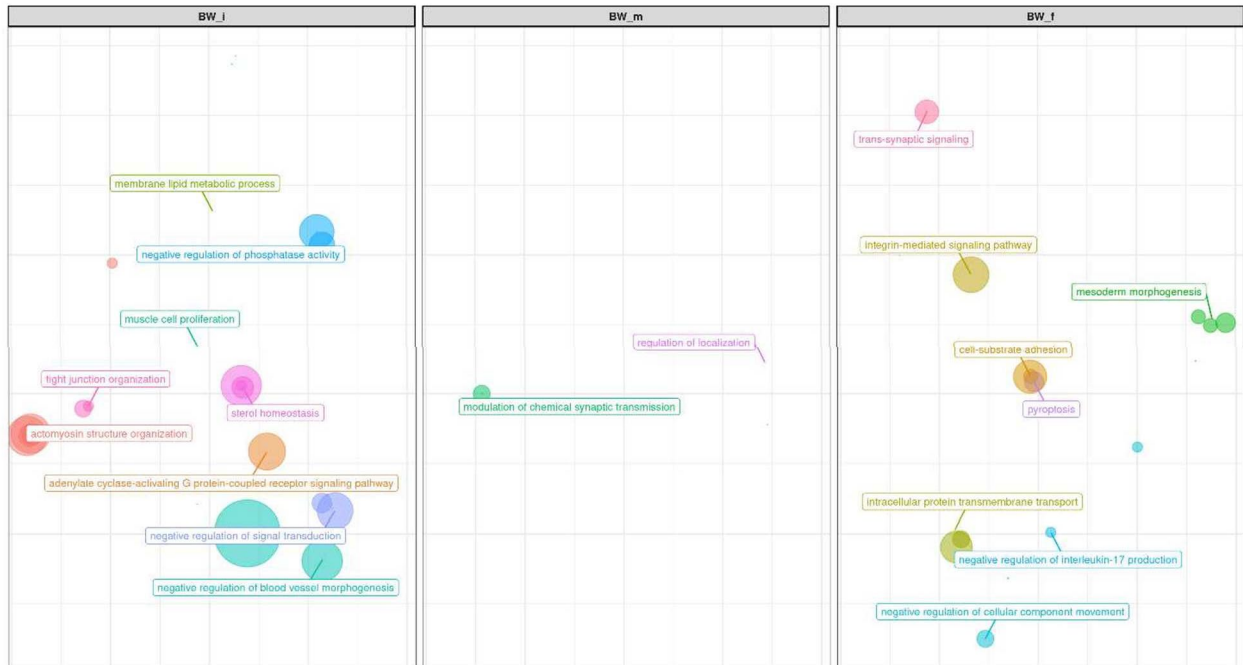 BW_i
BW_m
BW_f
membrane lipid metabolic process
negative regulation of phosphatase activity
muscle cell proliferation
tight junction organization
sterol homeostasis
actomyosin structure organization
adenylate cyclase-activating G protein-coupled receptor signaling pathway
negative regulation of signal transduction
negative regulation of blood vessel morphogenesis
regulation of localization
modulation of chemical synaptic transmission
trans-synaptic signaling
integrin-mediated signaling pathway
mesoderm morphogenesis
cell-substrate adhesion
pyroptosis
intracellular protein transmembrane transport
negative regulation of interleukin-17 production
negative regulation of cellular component movement